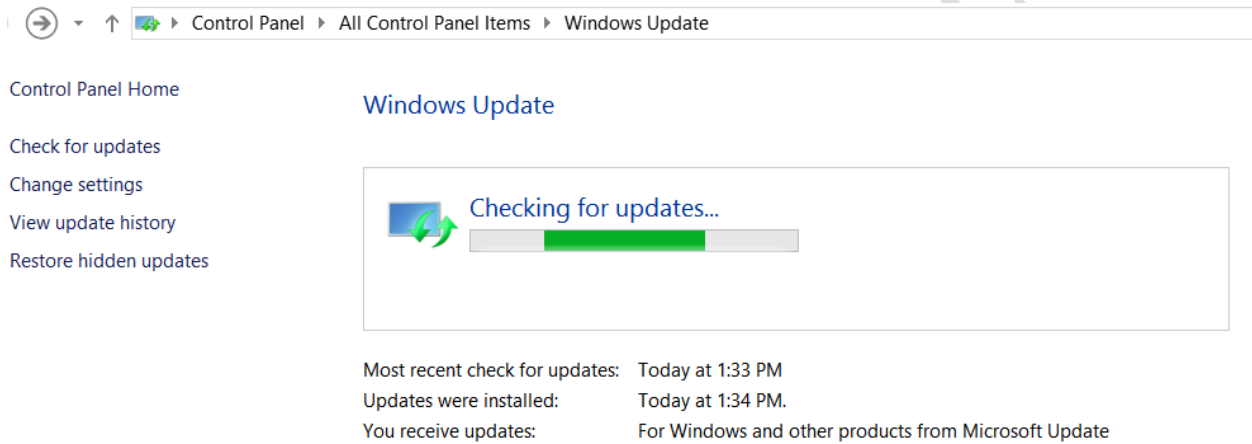 Control Panel All Control Panel Items Windows Update
Control Panel Home
Check for updates
Change settings
View update history
Restore hidden updates
Windows Update
Checking for updates...
Most recent check for updates: Today at 1:33 PM
Updates were installed: Today at 1:34 PM.
You receive updates: For Windows and other products from Microsoft Update